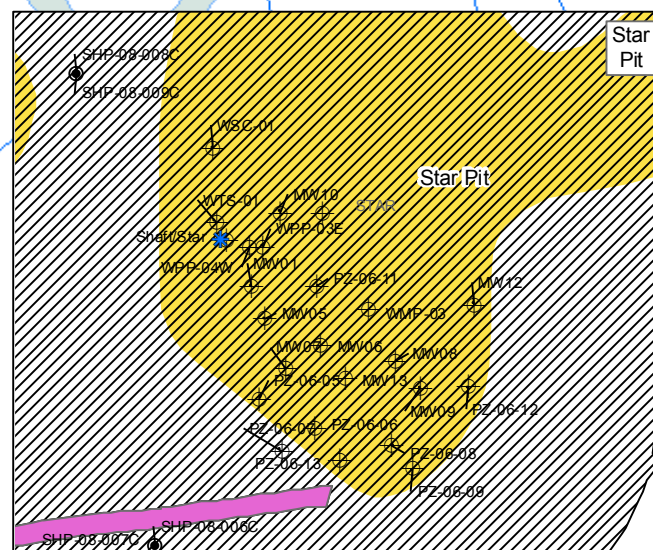 Star
Pit
SHP-08-008C
SHP-08-009C
WSC-01
Star Pit
WTS-01
MW10
STAR
Shaft/Star
WPP-03E
WPP-04W
MW01
PZ-06-11
MW12
MW05
WMP-03
MW07
MW06
MW08
PZ-06-05
MW13
MW09
PZ-06-12
PZ-06-07
PZ-06-06
PZ-06-13
PZ-06-08
PZ-06-09
SHP-08-006C
SHP-08-007C